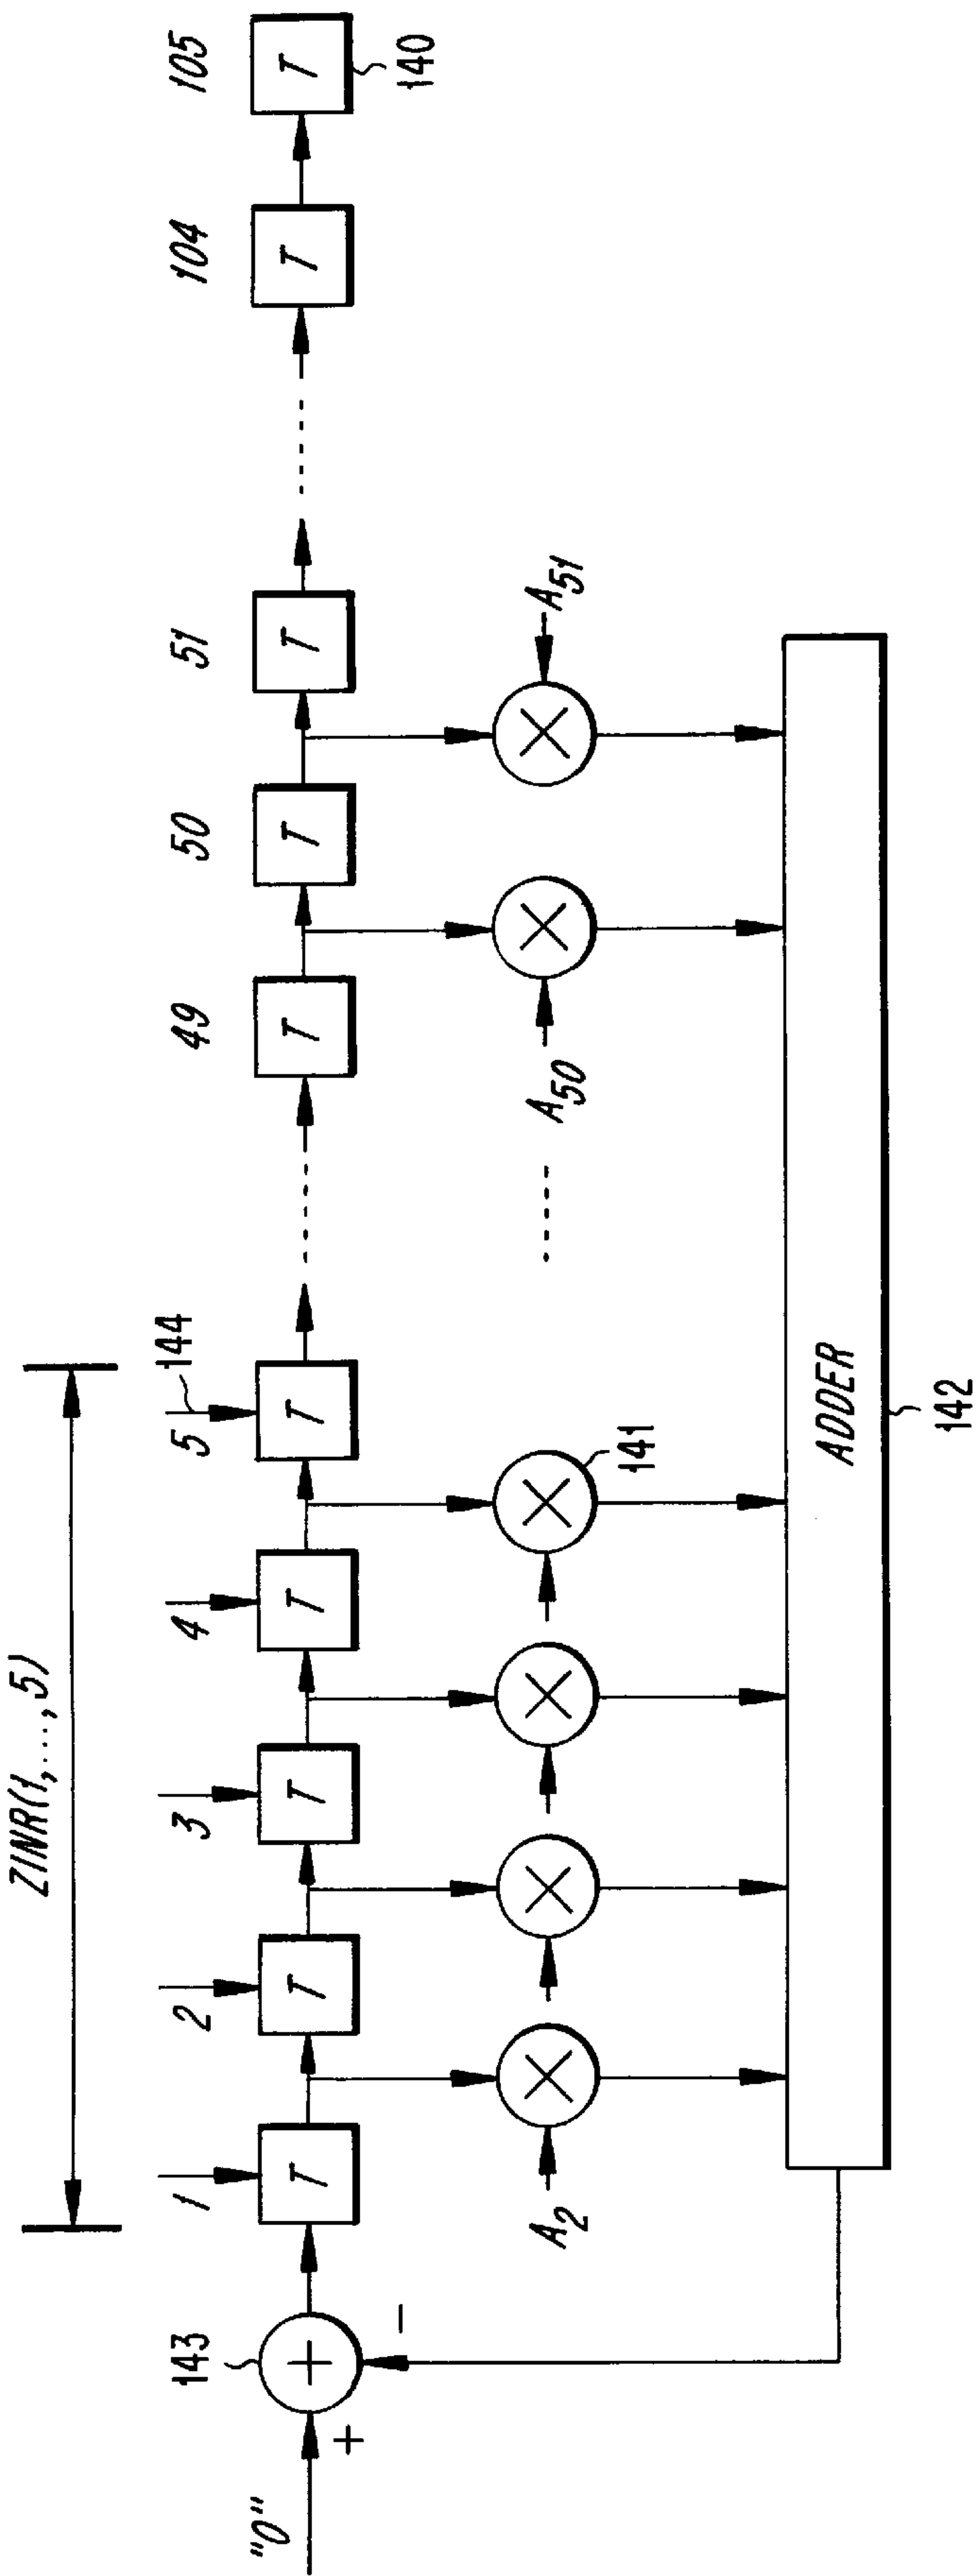 ZINR(1,...,5)
1 2 3 4 5 144 49 50 51 104 105
"0" + 143 + − T T T T T T T T T T 140
A2 141 A50 ..... A51
ADDER
142